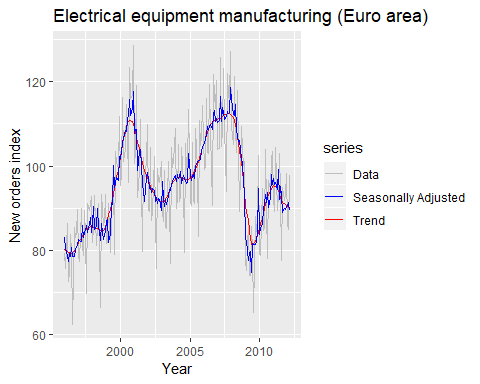 Electrical equipment manufacturing (Euro area)
120
100
80
60
New orders index
2000
2005
2010
Year
series
Data
Seasonally Adjusted
Trend